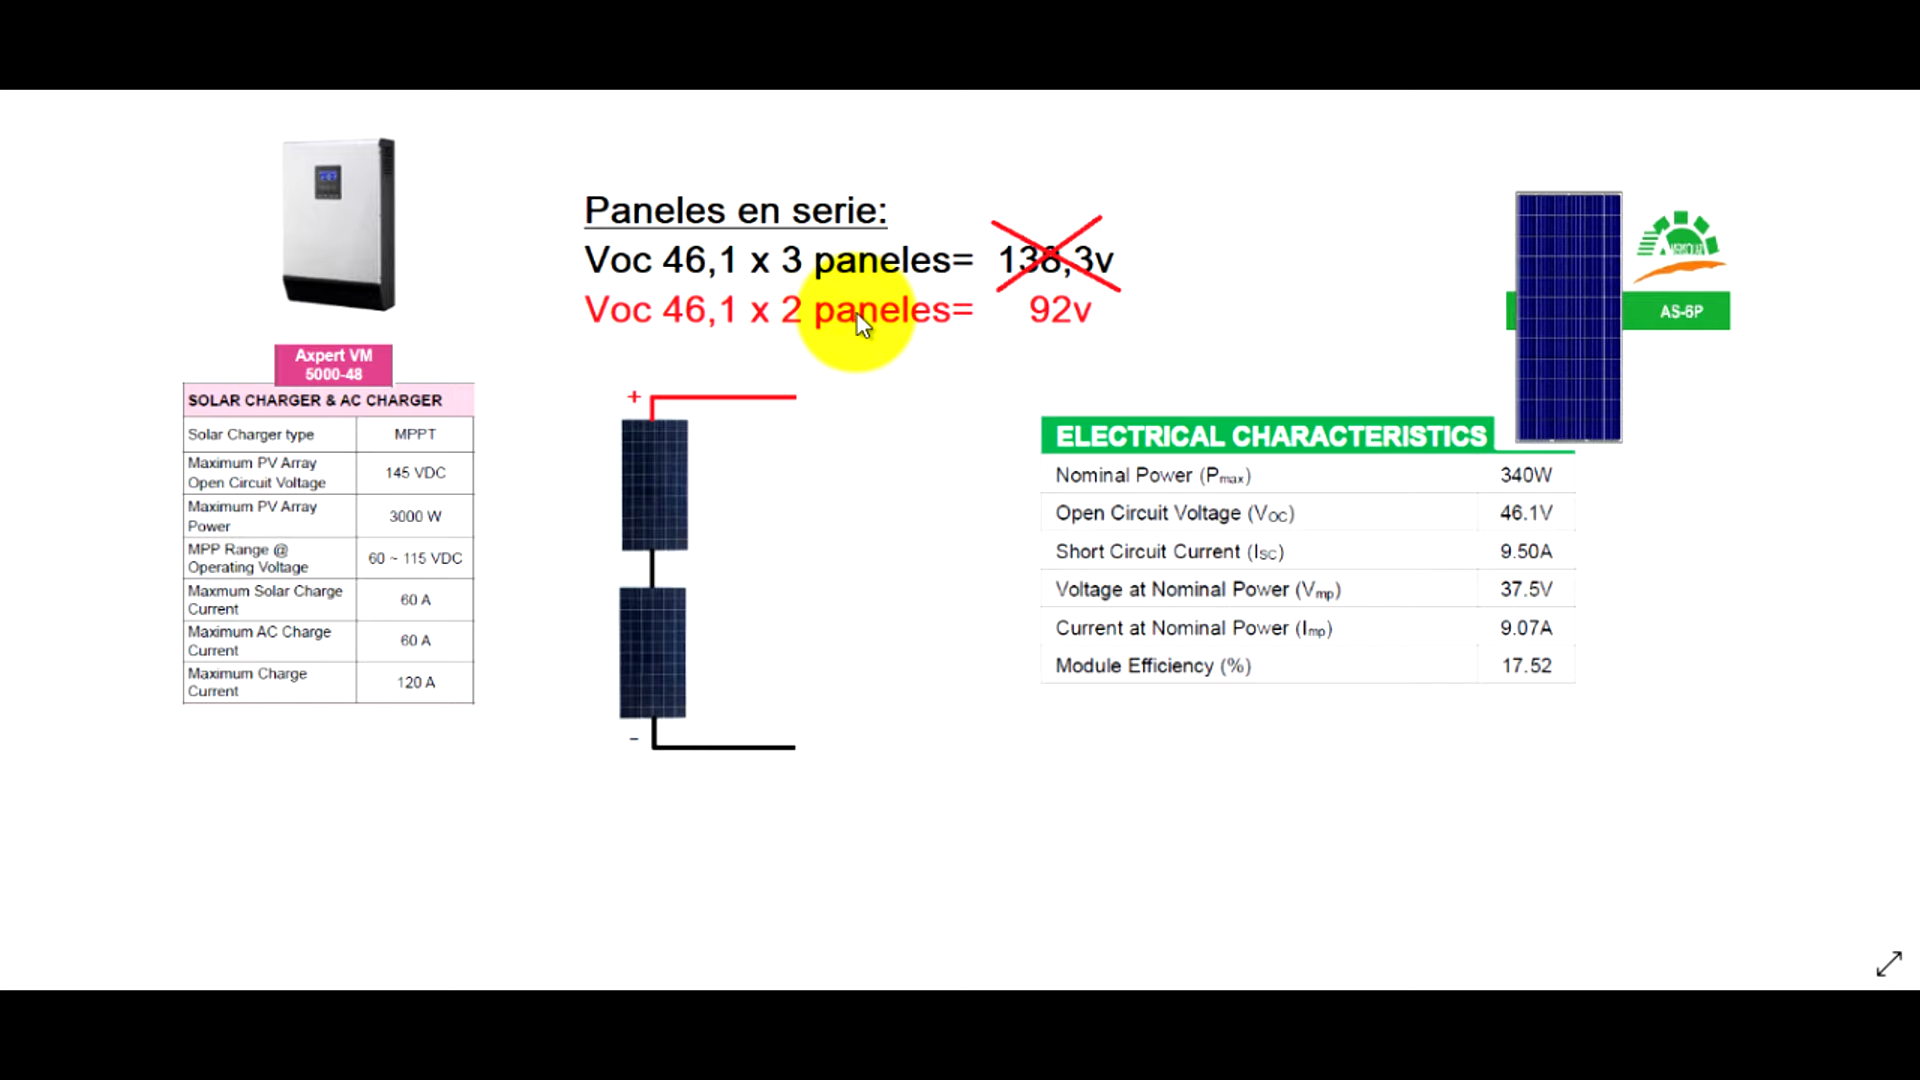 Paneles en serie:
Voc 46,1 x 3 paneles= 138,3v
Voc 46,1 x 2 paneles= 92v
Axpert VM
5000-48
SOLAR CHARGER & AC CHARGER
Solar Charger type MPPT
Maximum PV Array
Open Circuit Voltage 145 VDC
Maximum PV Array
Power 3000 W
MPP Range @
Operating Voltage 60 ~ 115 VDC
Maxmum Solar Charge
Current 60 A
Maximum AC Charge
Current 60 A
Maximum Charge
Current 120 A
+
-
AS-6P
ELECTRICAL CHARACTERISTICS
Nominal Power (Pmax) 340W
Open Circuit Voltage (VOC) 46.1V
Short Circuit Current (ISC) 9.50A
Voltage at Nominal Power (Vmp) 37.5V
Current at Nominal Power (Imp) 9.07A
Module Efficiency (%) 17.52